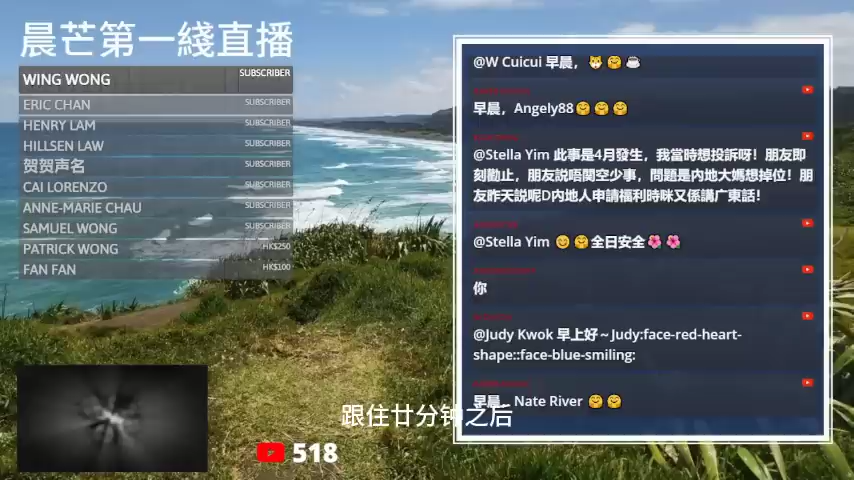 晨芒第一綫直播
WING WONG SUBSCRIBER
ERIC CHAN SUBSCRIBER
HENRY LAM SUBSCRIBER
HILLSEN LAW SUBSCRIBER
贺贺声名 SUBSCRIBER
CAI LORENZO SUBSCRIBER
ANNE-MARIE CHAU SUBSCRIBER
SAMUEL WONG SUBSCRIBER
PATRICK WONG HK$250
FAN FAN HK$100
@W Cuicui 早晨，🐱🤗☕
早晨，Angely88🤗🤗🤗
@Stella Yim 此事是4月發生，我當時想投訴呀！朋友即
刻勸止，朋友説唔関空少事，問題是内地大媽想掉位！朋
友昨天説呢D内地人申請福利時咪又係講广東話！
@Stella Yim 😊🤗全日安全🌸🌸
你
@Judy Kwok 早上好～Judy:face-red-heart-
shape::face-blue-smiling:
早晨，Nate River 🤗🤗
跟住廿分钟之后
518